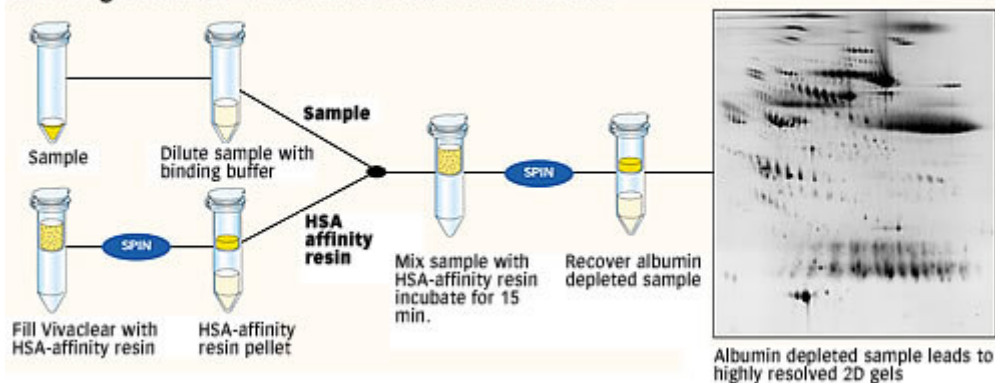 Sample
Dilute sample with
binding buffer
Sample
Fill Vivaclear with
HSA-affinity resin
SPIN
HSA-affinity
resin pellet
HSA
affinity
resin
Mix sample with
HSA-affinity resin
incubate for 15
min.
SPIN
Recover albumin
depleted sample
Albumin depleted sample leads to
highly resolved 2D gels